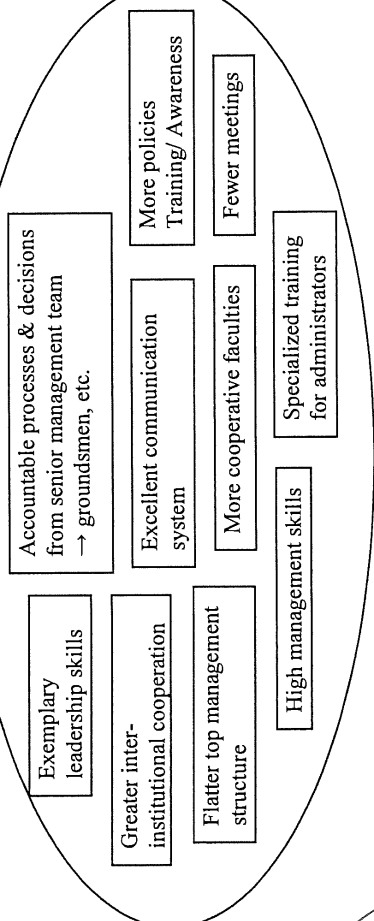 Exemplary
leadership skills
Accountable processes & decisions
from senior management team
→ groundsmen, etc.
Greater inter-
institutional cooperation
Excellent communication
system
More policies
Training/ Awareness
Flatter top management
structure
More cooperative faculties
Fewer meetings
High management skills
Specialized training
for administrators